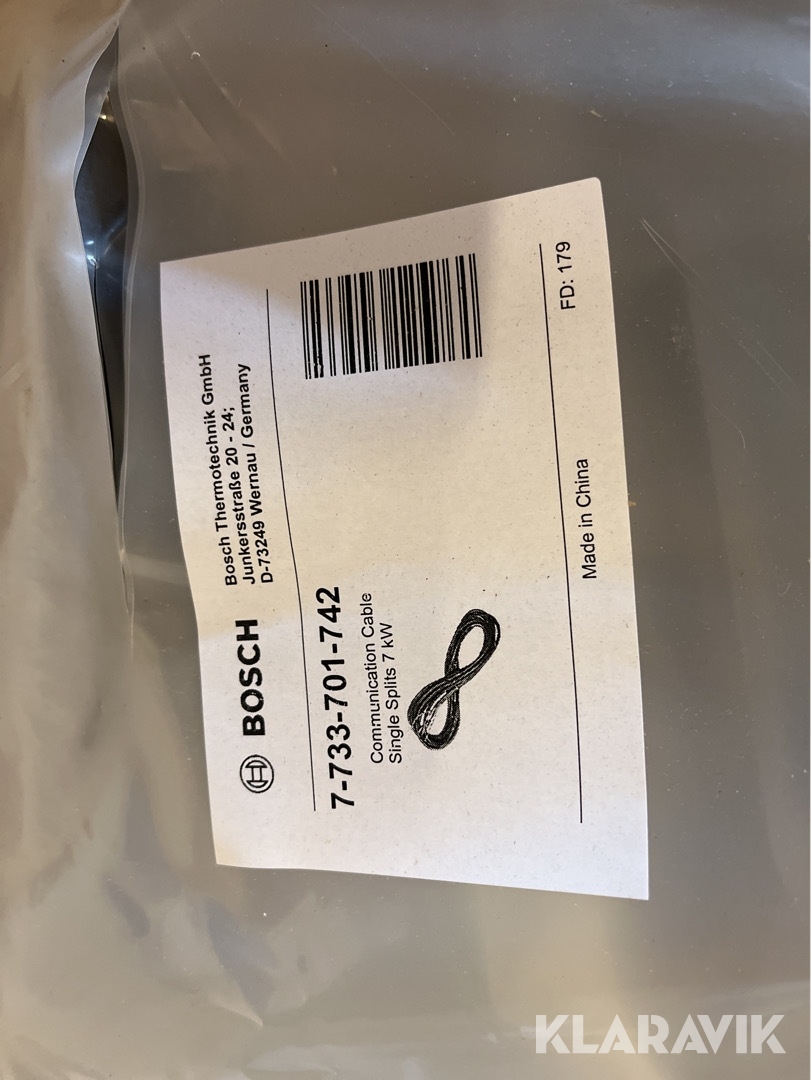 BOSCH
Bosch Thermotechnik GmbH
Junkersstraße 20 - 24;
D-73249 Wernau / Germany
7-733-701-742
Communication Cable
Single Splits 7 kW
Made in China
FD: 179
KLARAVIK